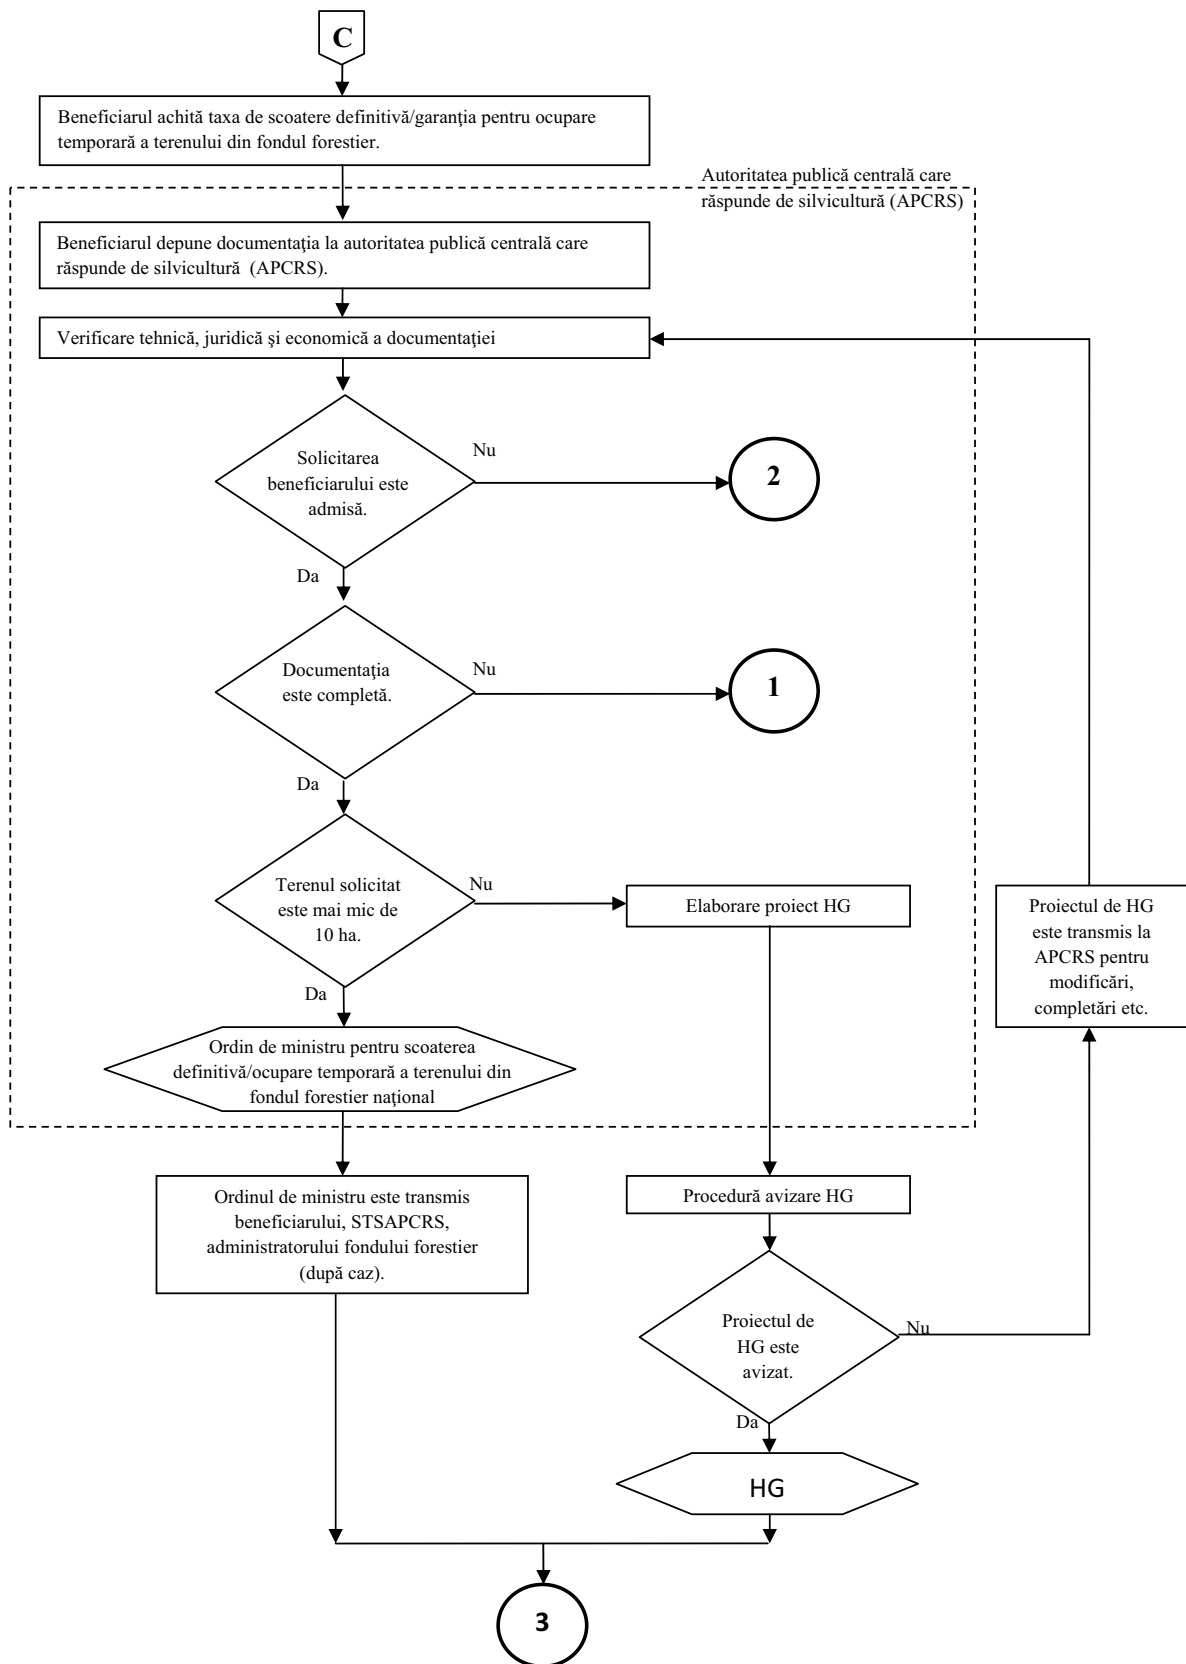 C
Beneficiarul achită taxa de scoatere definitivă/garanţia pentru ocupare
temporară a terenului din fondul forestier.
Autoritatea publică centrală care
răspunde de silvicultură (APCRS)
Beneficiarul depune documentaţia la autoritatea publică centrală care
răspunde de silvicultură (APCRS).
Verificare tehnică, juridică şi economică a documentaţiei
Solicitarea
beneficiarului este
admisă.
Nu
2
Da
Documentaţia
este completă.
Nu
1
Da
Terenul solicitat
este mai mic de
10 ha.
Nu
Elaborare proiect HG
Proiectul de HG
este transmis la
APCRS pentru
modificări,
completări etc.
Da
Ordin de ministru pentru scoaterea
definitivă/ocupare temporară a terenului din
fondul forestier naţional
Ordinul de ministru este transmis
beneficiarului, STSAPCRS,
administratorului fondului forestier
(după caz).
Procedură avizare HG
Proiectul de
HG este
avizat.
Nu
Da
HG
3